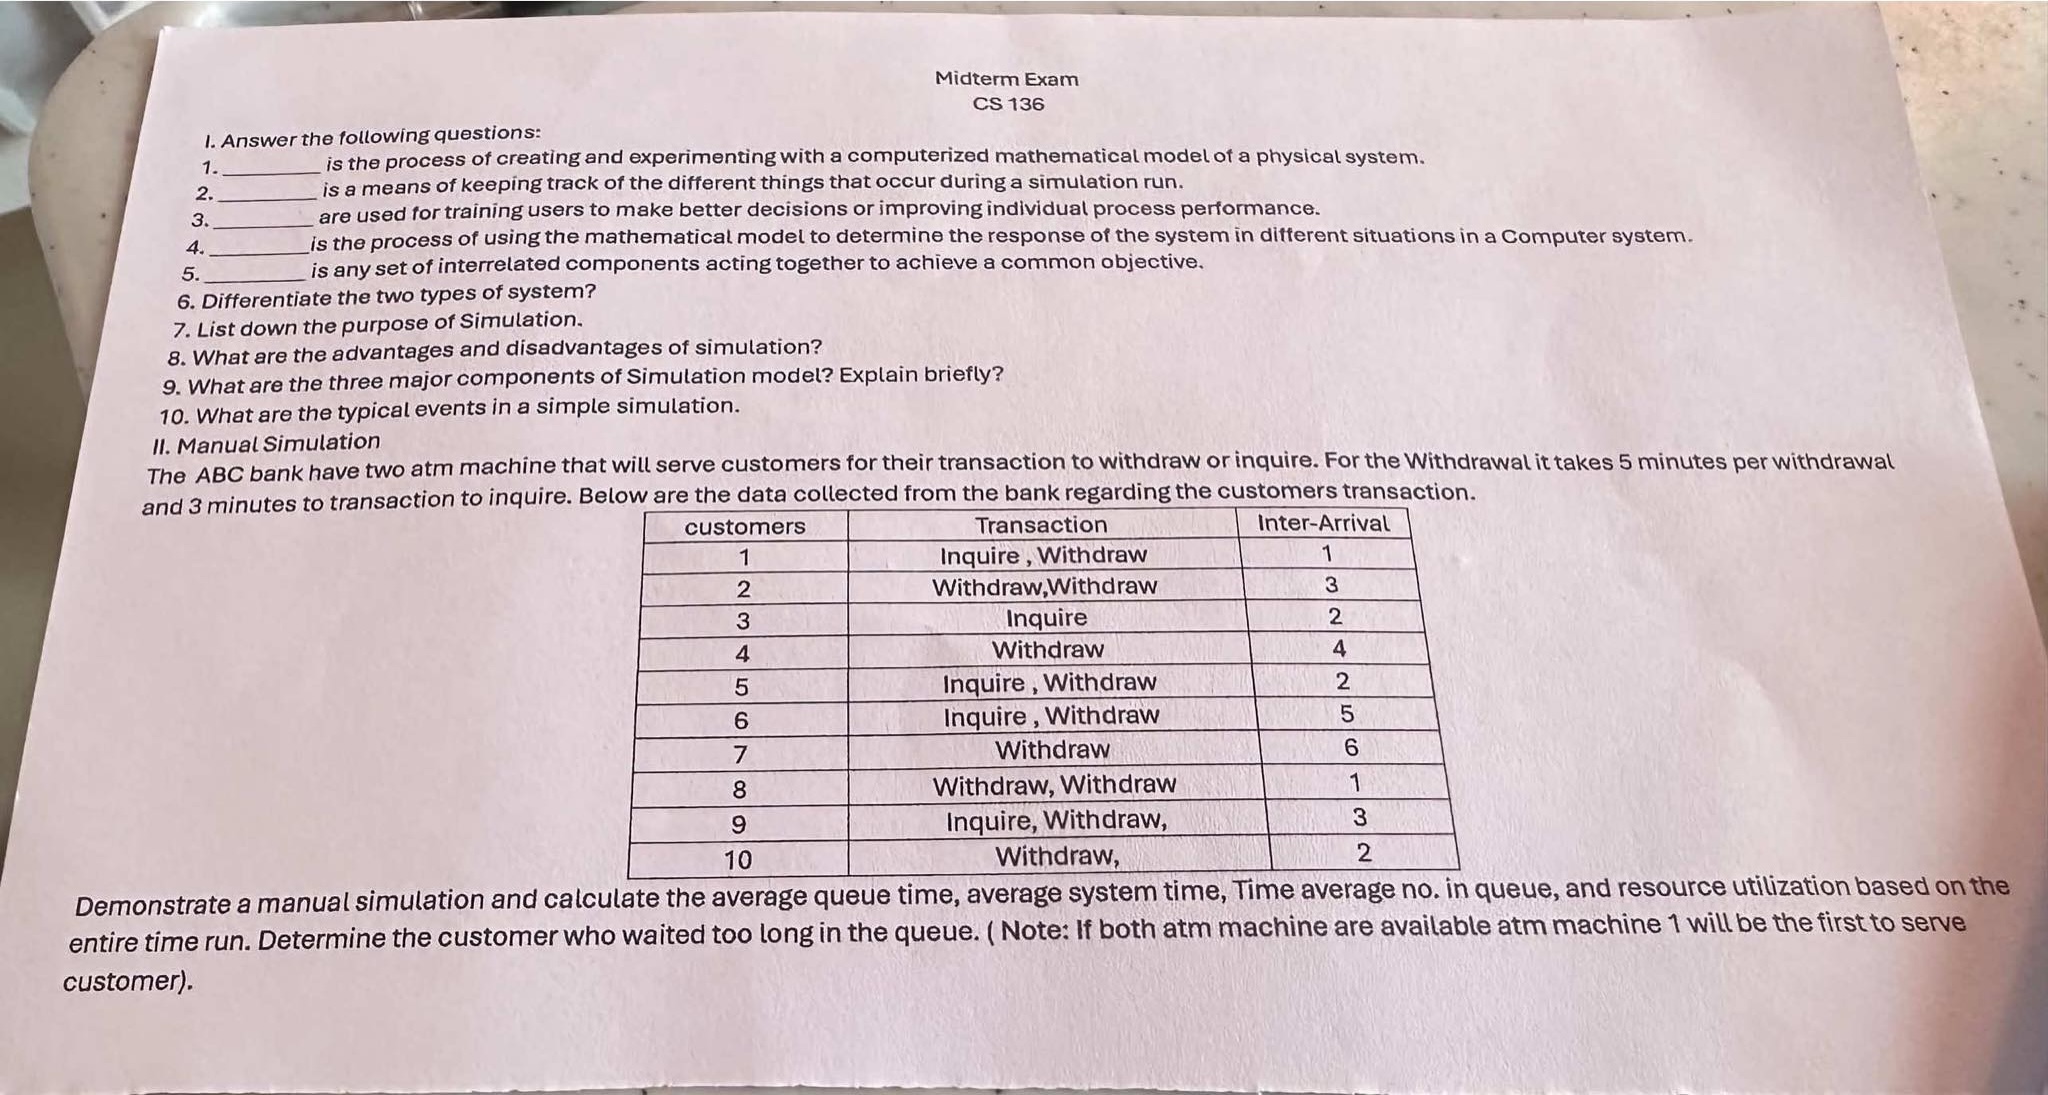 Midterm Exam
CS 136
I. Answer the following questions:
1. ________ is the process of creating and experimenting with a computerized mathematical model of a physical system.
2. ________ is a means of keeping track of the different things that occur during a simulation run.
3. ________ are used for training users to make better decisions or improving individual process performance.
4. ________ is the process of using the mathematical model to determine the response of the system in different situations in a Computer system.
5. ________ is any set of interrelated components acting together to achieve a common objective.
6. Differentiate the two types of system?
7. List down the purpose of Simulation.
8. What are the advantages and disadvantages of simulation?
9. What are the three major components of Simulation model? Explain briefly?
10. What are the typical events in a simple simulation.
II. Manual Simulation
The ABC bank have two atm machine that will serve customers for their transaction to withdraw or inquire. For the Withdrawal it takes 5 minutes per withdrawal
and 3 minutes to transaction to inquire. Below are the data collected from the bank regarding the customers transaction.
customers Transaction Inter-Arrival
1 Inquire , Withdraw 1
2 Withdraw,Withdraw 3
3 Inquire 2
4 Withdraw 4
5 Inquire , Withdraw 2
6 Inquire , Withdraw 5
7 Withdraw 6
8 Withdraw, Withdraw 1
9 Inquire, Withdraw, 3
10 Withdraw, 2
Demonstrate a manual simulation and calculate the average queue time, average system time, Time average no. in queue, and resource utilization based on the
entire time run. Determine the customer who waited too long in the queue. ( Note: If both atm machine are available atm machine 1 will be the first to serve
customer).